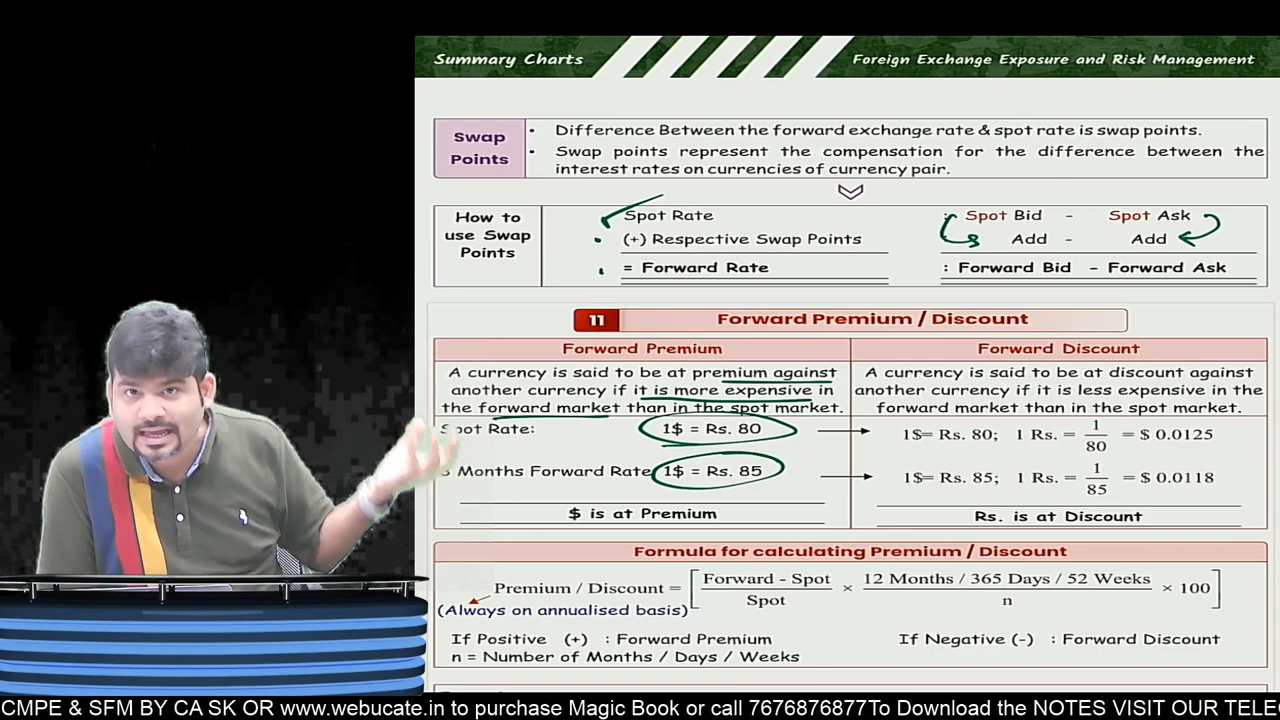 Summary Charts
Foreign Exchange Exposure and Risk Management
Swap Points
• Difference Between the forward exchange rate & spot rate is swap points.
• Swap points represent the compensation for the difference between the
interest rates on currencies of currency pair.
How to use Swap Points
Spot Rate : Spot Bid - Spot Ask
(+) Respective Swap Points : Add - Add
= Forward Rate : Forward Bid - Forward Ask
11 Forward Premium / Discount
Forward Premium
A currency is said to be at premium against
another currency if it is more expensive in
the forward market than in the spot market.
Spot Rate: 1$ = Rs. 80
Months Forward Rate 1$ = Rs. 85
$ is at Premium
Forward Discount
A currency is said to be at discount against
another currency if it is less expensive in the
forward market than in the spot market.
1$= Rs. 80; 1 Rs. = 1/80 = $ 0.0125
1$= Rs. 85; 1 Rs. = 1/85 = $ 0.0118
Rs. is at Discount
Formula for calculating Premium / Discount
Premium / Discount = [Forward - Spot / Spot × 12 Months / 365 Days / 52 Weeks / n × 100]
(Always on annualised basis)
If Positive (+) : Forward Premium If Negative (-) : Forward Discount
n = Number of Months / Days / Weeks
CMPE & SFM BY CA SK OR www.webucate.in to purchase Magic Book or call 7676876877To Download the NOTES VISIT OUR TELE